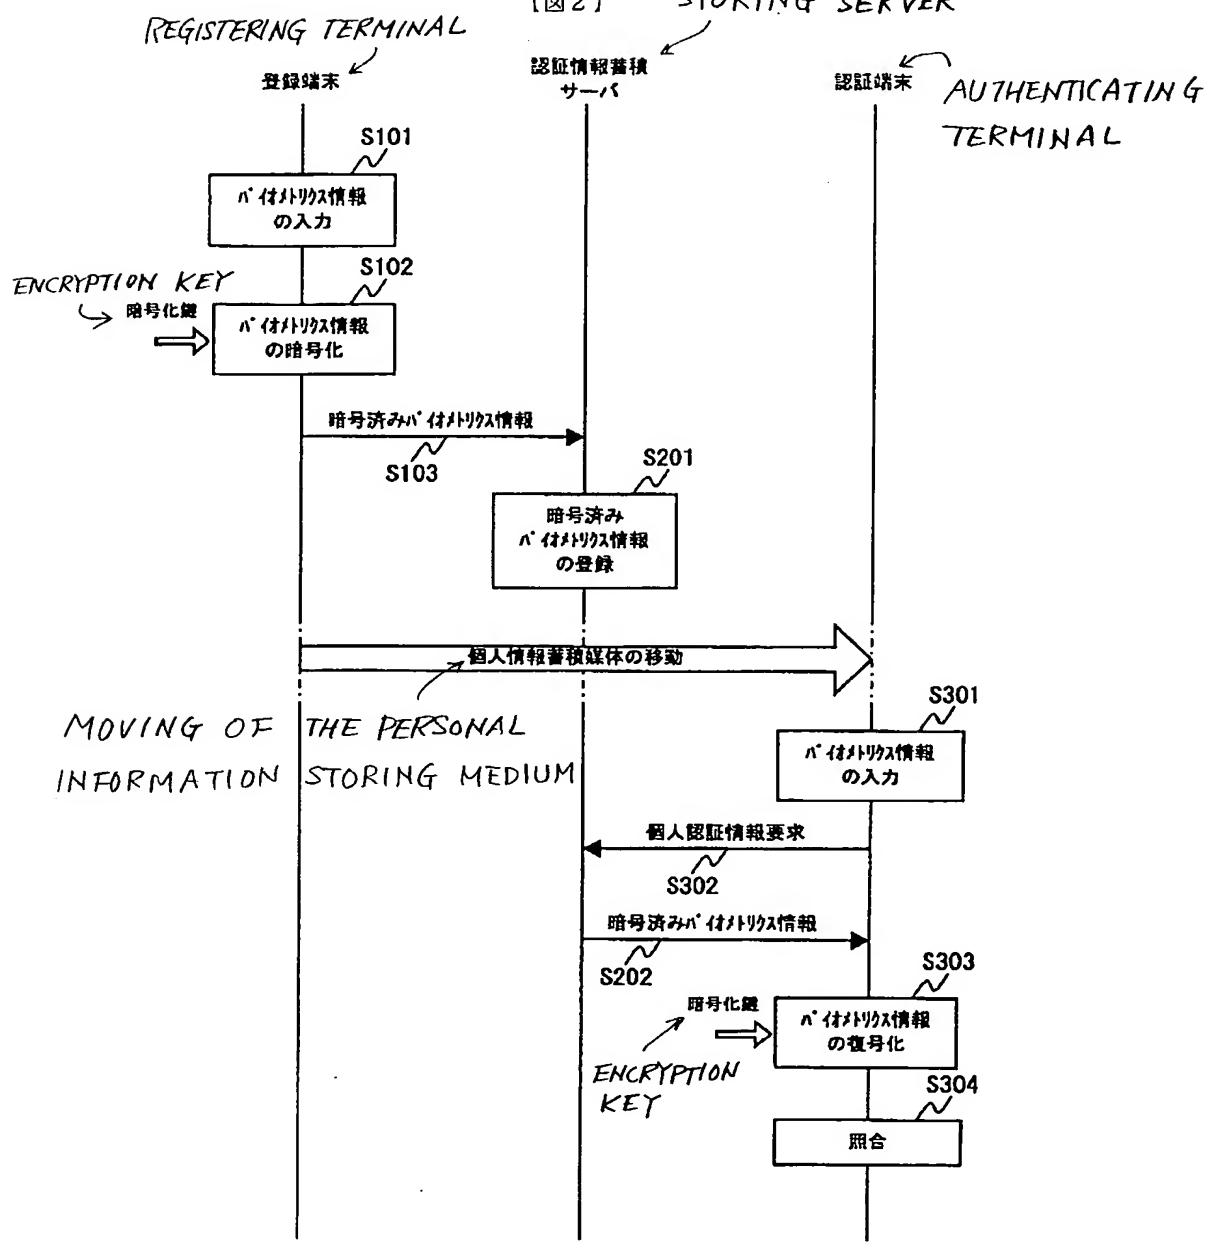 【図2】 STORING SERVER
REGISTERING TERMINAL
登録端末
認証情報蓄積
サーバ
認証端末
AUTHENTICATING
TERMINAL
S101
バイオメトリクス情報
の入力
S102
ENCRYPTION KEY
暗号化鍵
バイオメトリクス情報
の暗号化
暗号済みバイオメトリクス情報
S103
S201
暗号済み
バイオメトリクス情報
の登録
個人情報蓄積媒体の移動
MOVING OF THE PERSONAL
INFORMATION STORING MEDIUM
S301
バイオメトリクス情報
の入力
個人認証情報要求
S302
暗号済みバイオメトリクス情報
S202
S303
暗号化鍵
バイオメトリクス情報
の復号化
ENCRYPTION
KEY
S304
照合